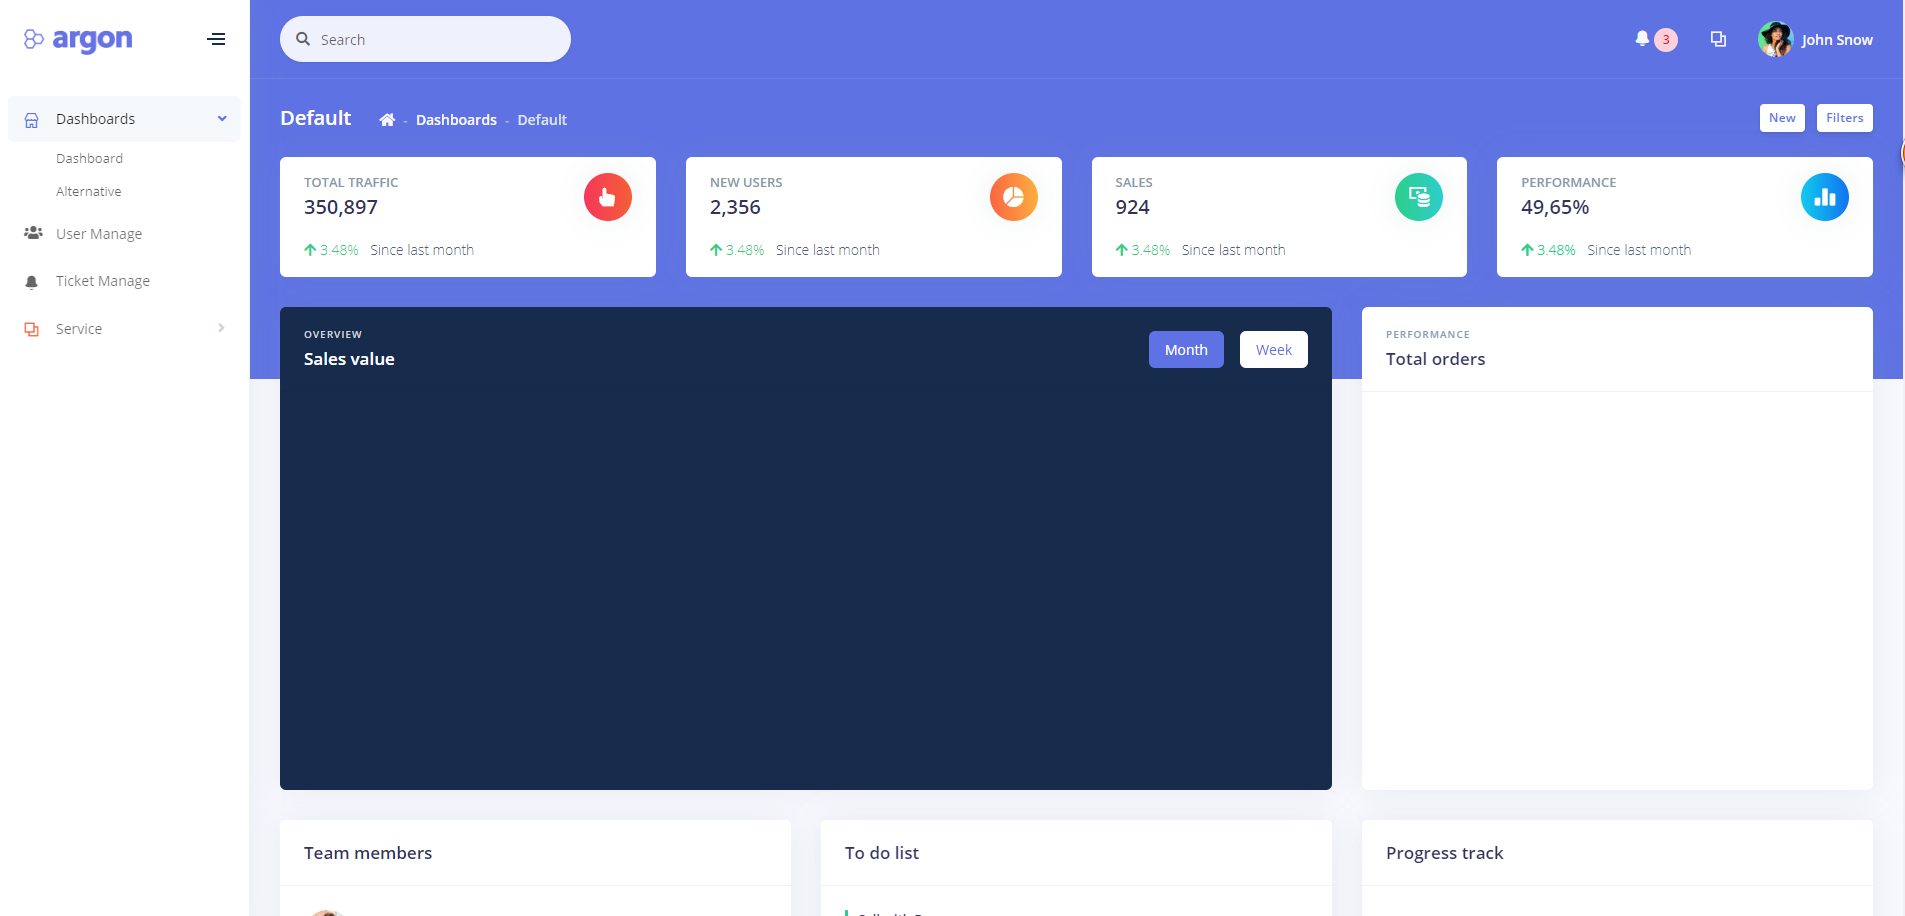 argon
Search
3
John Snow
Dashboards
Dashboard
Alternative
User Manage
Ticket Manage
Service
Default - Dashboards - Default
New
Filters
TOTAL TRAFFIC
350,897
3.48% Since last month
NEW USERS
2,356
3.48% Since last month
SALES
924
3.48% Since last month
PERFORMANCE
49,65%
3.48% Since last month
OVERVIEW
Sales value
Month
Week
PERFORMANCE
Total orders
Team members
To do list
Progress track